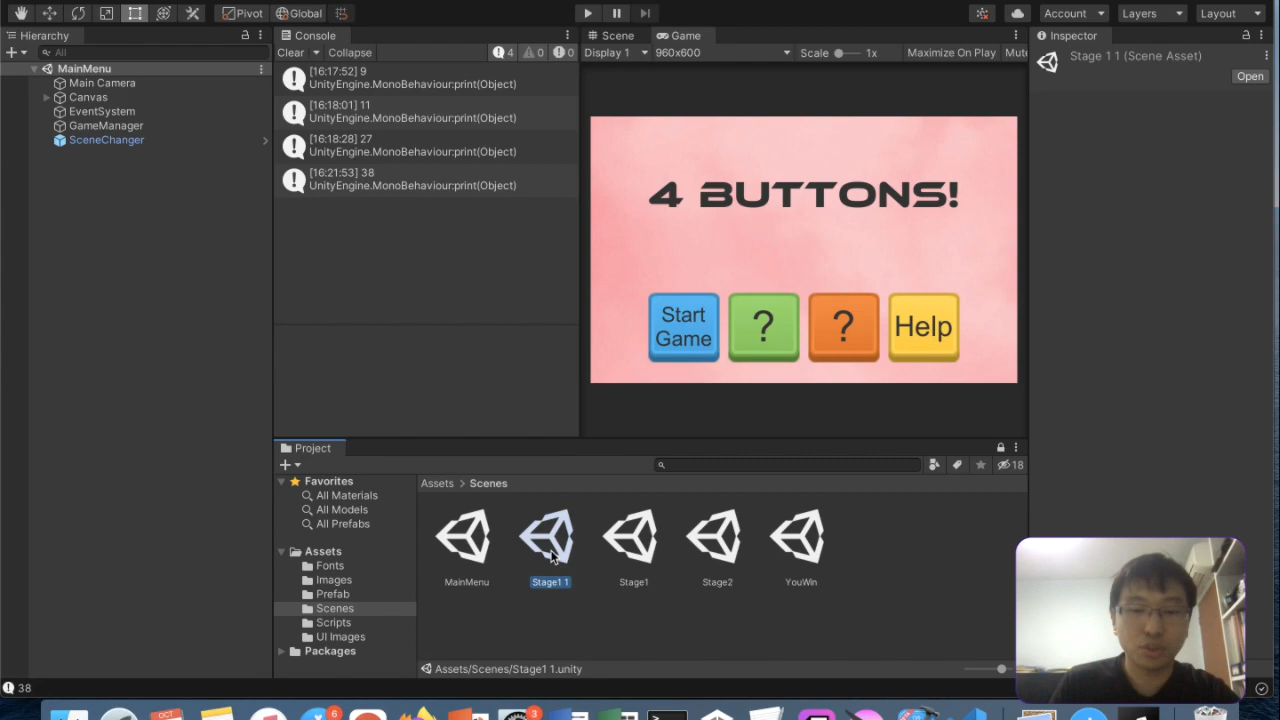 Pivot Global Account Layers Layout
Hierarchy Console Scene Game Inspector
All
Clear Collapse 4 0 0 Display 1 960x600 Scale 1x Maximize On Play Mut
MainMenu
Main Camera
Canvas
EventSystem
GameManager
SceneChanger
[16:17:52] 9
UnityEngine.MonoBehaviour:print(Object)
[16:18:01] 11
UnityEngine.MonoBehaviour:print(Object)
[16:18:28] 27
UnityEngine.MonoBehaviour:print(Object)
[16:21:53] 38
UnityEngine.MonoBehaviour:print(Object)
4 BUTTONS!
Start
Game
?
?
Help
Stage 1 1 (Scene Asset)
Open
Project
18
Favorites
All Materials
All Models
All Prefabs
Assets
Fonts
Images
Prefab
Scenes
Scripts
UI Images
Packages
Assets > Scenes
MainMenu Stage1 1 Stage1 Stage2 YouWin
Assets/Scenes/Stage1 1.unity
38
OCT 6 3